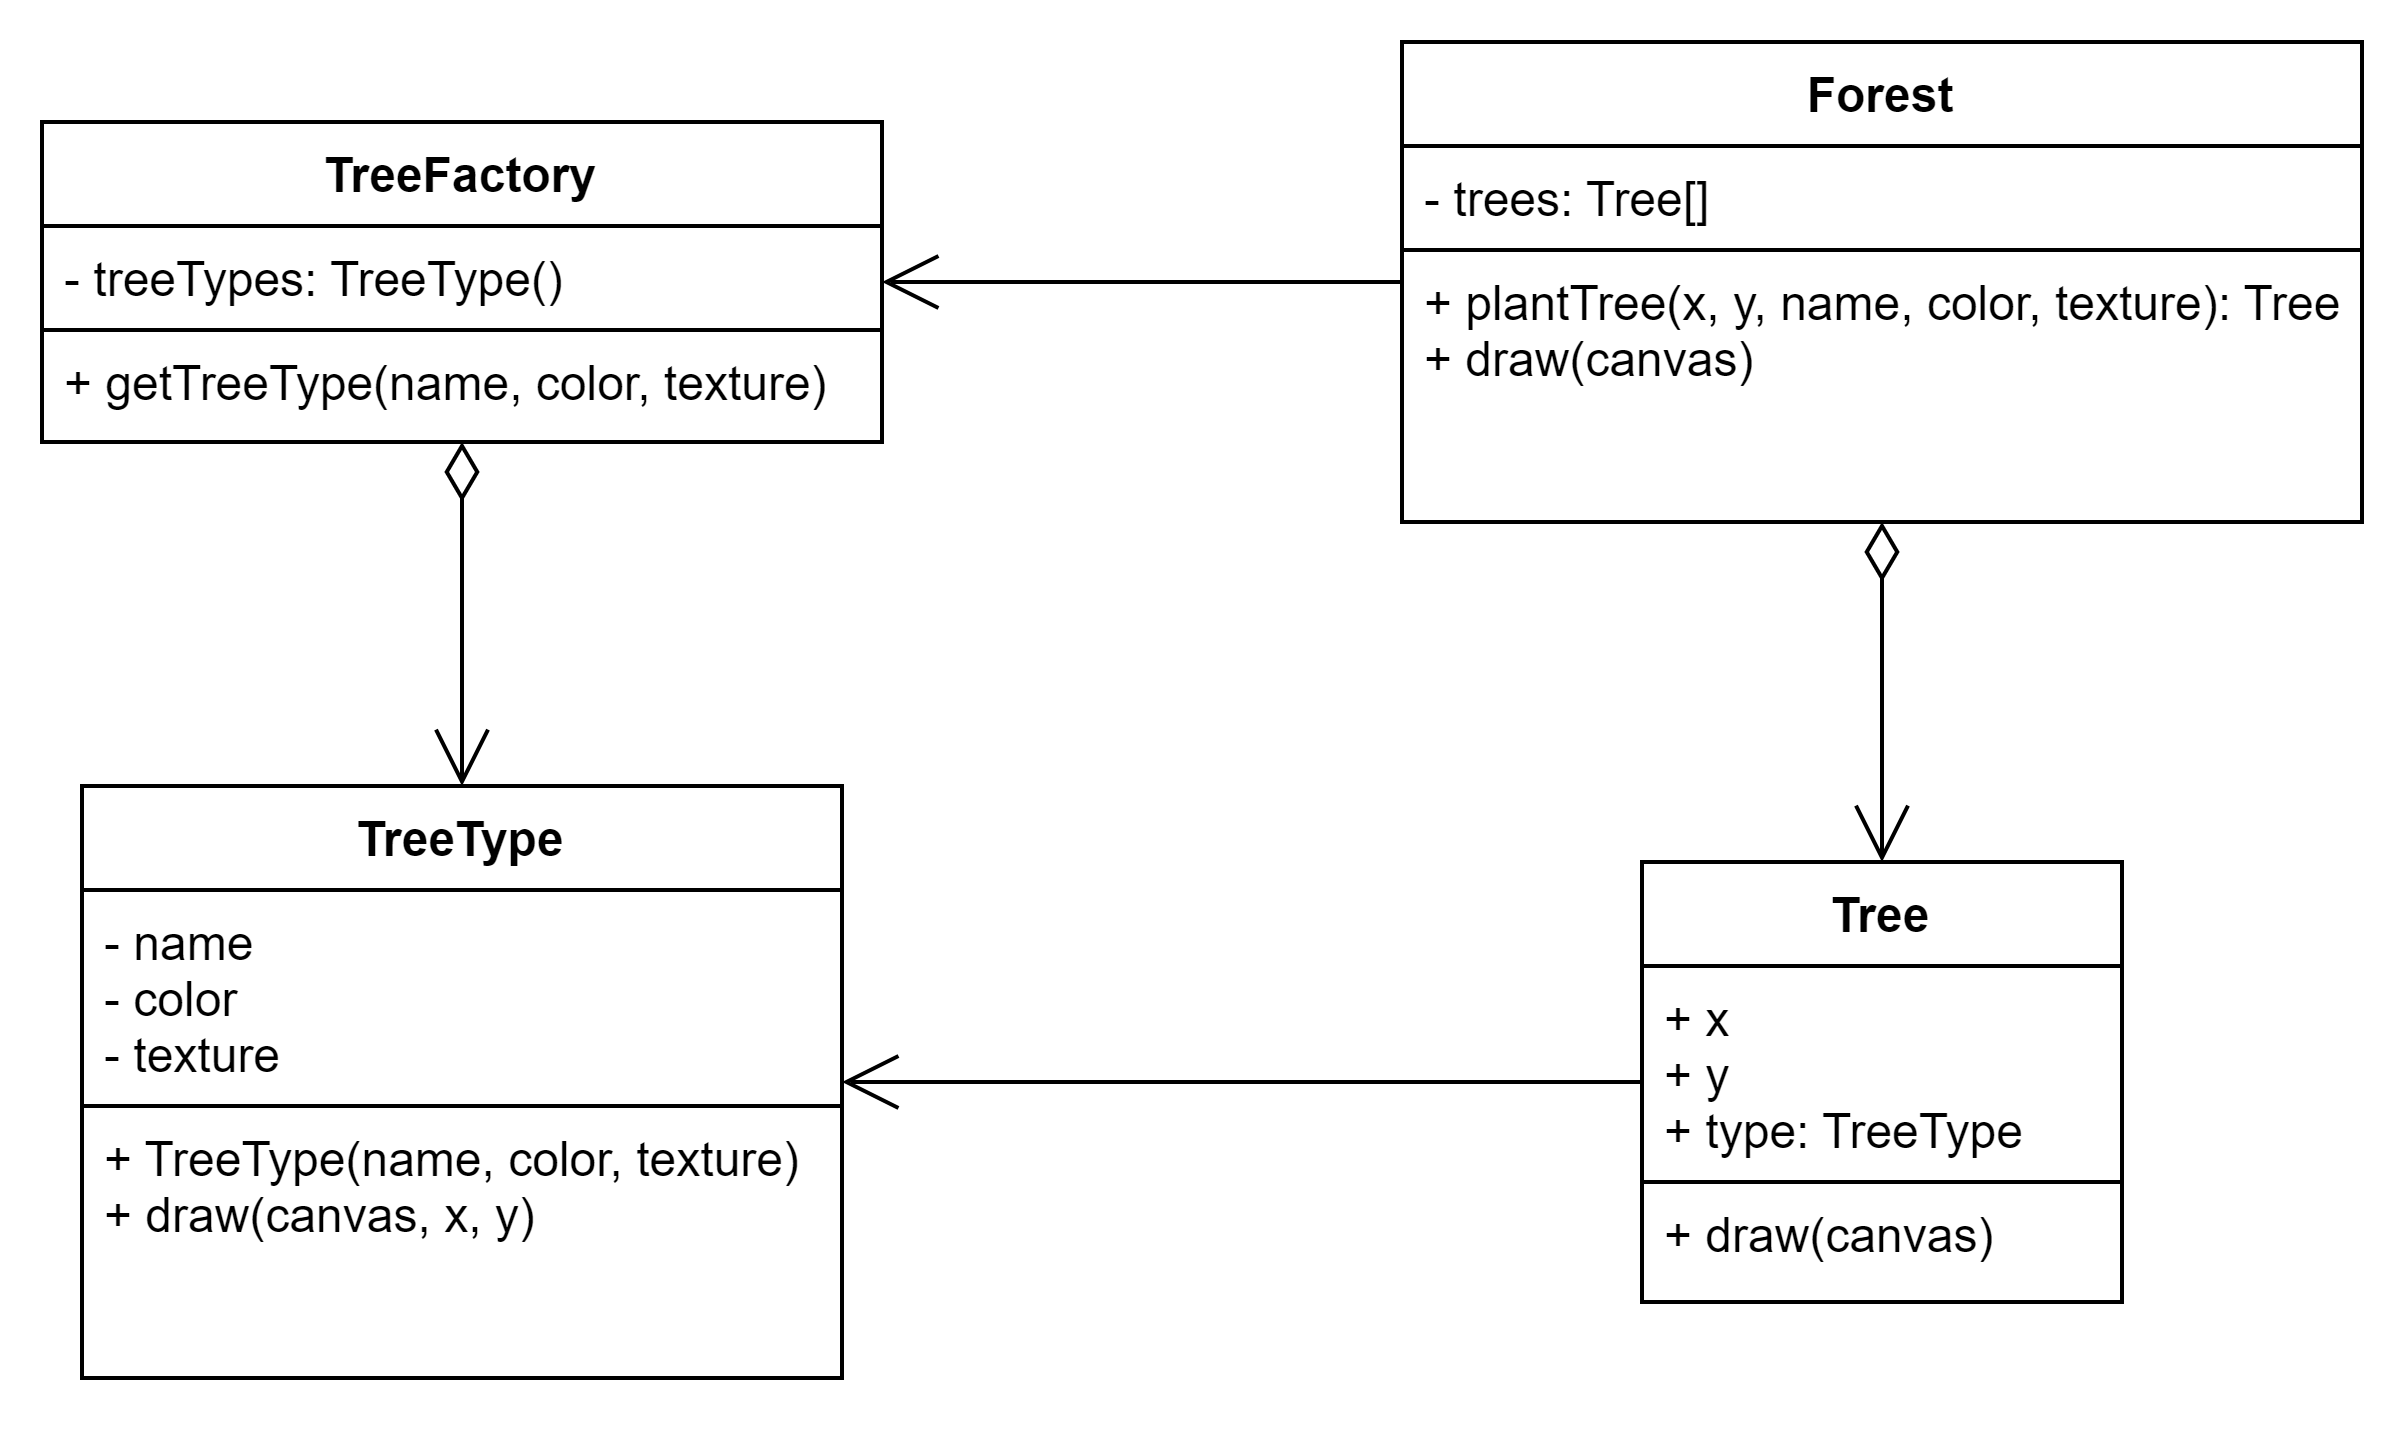 TreeFactory
- treeTypes: TreeType()
+ getTreeType(name, color, texture)
Forest
- trees: Tree[]
+ plantTree(x, y, name, color, texture): Tree
+ draw(canvas)
TreeType
- name
- color
- texture
+ TreeType(name, color, texture)
+ draw(canvas, x, y)
Tree
+ x
+ y
+ type: TreeType
+ draw(canvas)